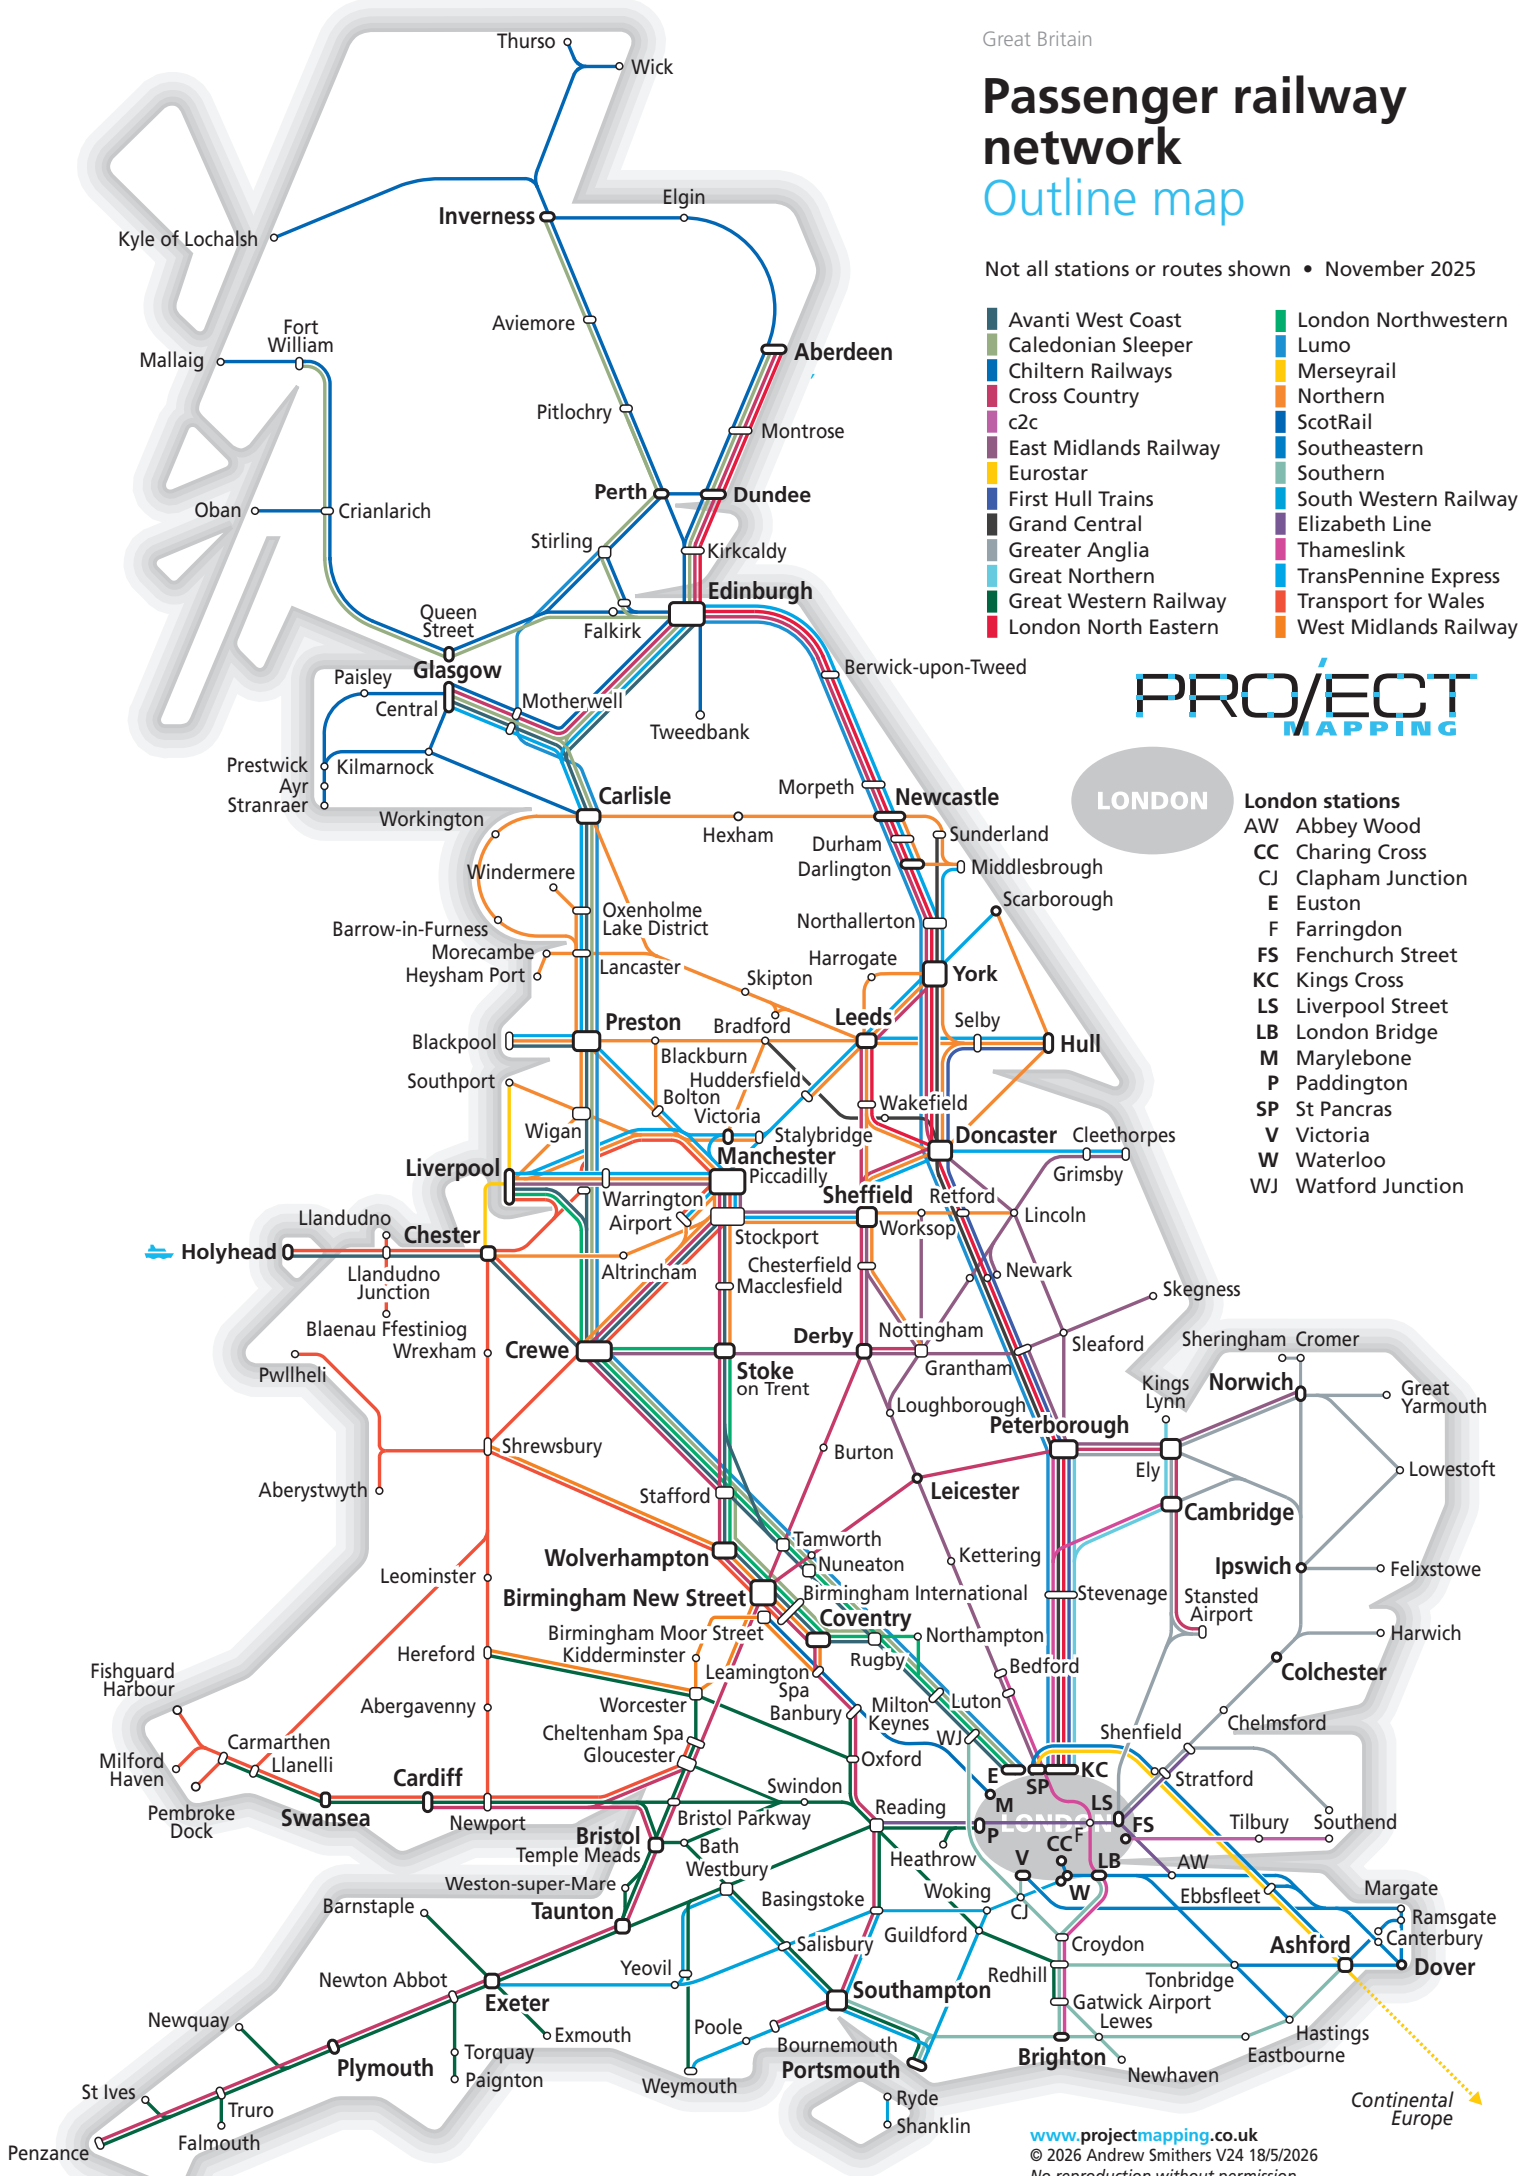 Great Britain
Passenger railway
network
Outline map
Not all stations or routes shown • November 2025
Avanti West Coast
Caledonian Sleeper
Chiltern Railways
Cross Country
c2c
East Midlands Railway
Eurostar
First Hull Trains
Grand Central
Greater Anglia
Great Northern
Great Western Railway
London North Eastern
London Northwestern
Lumo
Merseyrail
Northern
ScotRail
Southeastern
Southern
South Western Railway
Elizabeth Line
Thameslink
TransPennine Express
Transport for Wales
West Midlands Railway
PROJECT
MAPPING
LONDON
London stations
AW Abbey Wood
CC Charing Cross
CJ Clapham Junction
E Euston
F Farringdon
FS Fenchurch Street
KC Kings Cross
LS Liverpool Street
LB London Bridge
M Marylebone
P Paddington
SP St Pancras
V Victoria
W Waterloo
WJ Watford Junction
Thurso
Wick
Elgin
Inverness
Kyle of Lochalsh
Aviemore
Fort
William
Mallaig
Aberdeen
Pitlochry
Montrose
Perth
Dundee
Oban
Crianlarich
Stirling
Kirkcaldy
Edinburgh
Queen
Street
Falkirk
Glasgow
Paisley
Central
Motherwell
Berwick-upon-Tweed
Tweedbank
Prestwick
Kilmarnock
Ayr
Stranraer
Morpeth
Carlisle
Newcastle
Workington
Hexham
Sunderland
Durham
Darlington
Middlesbrough
Windermere
Scarborough
Oxenholme
Lake District
Northallerton
Barrow-in-Furness
Morecambe
Heysham Port
Lancaster
Harrogate
York
Skipton
Preston
Bradford
Leeds
Selby
Blackpool
Hull
Blackburn
Southport
Huddersfield
Bolton
Wakefield
Victoria
Wigan
Stalybridge
Doncaster
Cleethorpes
Manchester
Piccadilly
Grimsby
Liverpool
Sheffield
Retford
Warrington
Airport
Worksop
Lincoln
Llandudno
Chester
Stockport
Holyhead
Chesterfield
Newark
Llandudno
Junction
Altrincham
Macclesfield
Skegness
Blaenau Ffestiniog
Wrexham
Crewe
Derby
Nottingham
Sleaford
Sheringham
Cromer
Pwllheli
Stoke
on Trent
Grantham
Kings
Lynn
Norwich
Great
Yarmouth
Loughborough
Peterborough
Shrewsbury
Burton
Ely
Lowestoft
Aberystwyth
Stafford
Leicester
Cambridge
Tamworth
Wolverhampton
Nuneaton
Kettering
Ipswich
Felixstowe
Leominster
Birmingham New Street
Birmingham International
Stevenage
Stansted
Airport
Coventry
Birmingham Moor Street
Northampton
Harwich
Hereford
Kidderminster
Rugby
Bedford
Colchester
Fishguard
Harbour
Leamington
Spa
Abergavenny
Worcester
Banbury
Milton
Keynes
Luton
Chelmsford
Carmarthen
Cheltenham Spa
WJ
Shenfield
Milford
Haven
Llanelli
Gloucester
Oxford
Cardiff
E
SP
KC
Stratford
Swindon
M
LS
Pembroke
Dock
Swansea
Newport
Bristol Parkway
Reading
LONDON
FS
Tilbury
Southend
Bristol
Temple Meads
Bath
P
F
Heathrow
CC
Westbury
V
LB
AW
Weston-super-Mare
Woking
W
Ebbsfleet
Margate
Barnstaple
Taunton
Basingstoke
CJ
Ramsgate
Guildford
Canterbury
Salisbury
Croydon
Ashford
Newton Abbot
Yeovil
Redhill
Tonbridge
Dover
Exeter
Southampton
Gatwick Airport
Newquay
Exmouth
Poole
Lewes
Hastings
Plymouth
Torquay
Bournemouth
Brighton
Eastbourne
Paignton
Portsmouth
Newhaven
St Ives
Weymouth
Ryde
Truro
Shanklin
Continental
Europe
Falmouth
Penzance
www.projectmapping.co.uk
© 2026 Andrew Smithers V24 18/5/2026
No reproduction without permission